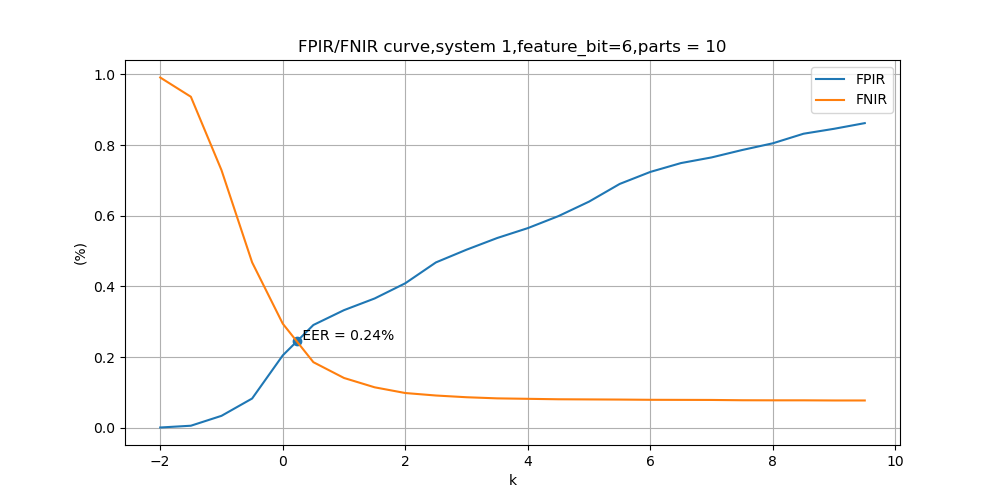 FPIR/FNIR curve,system 1,feature_bit=6,parts = 10
FPIR
FNIR
1.0
0.8
0.6
0.4
0.2
0.0
(%)
EER = 0.24%
−2
0
2
4
6
8
10
k